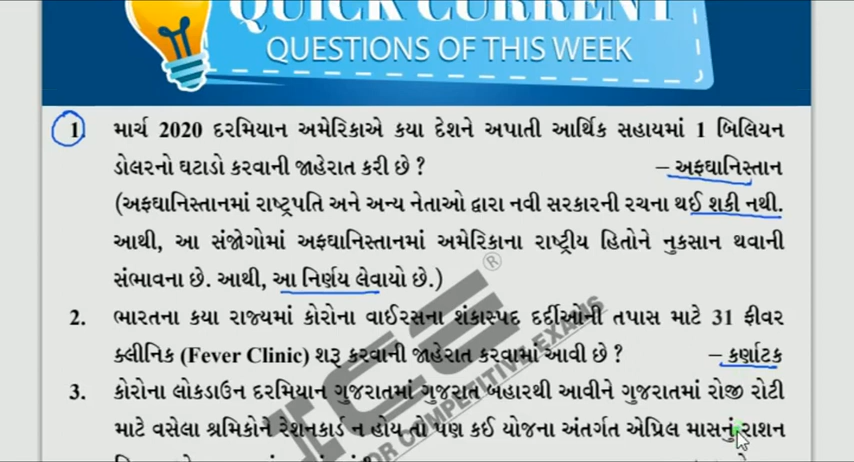 QUICK CURRENT
QUESTIONS OF THIS WEEK
1. માર્ચ 2020 દરમિયાન અમેરિકાએ કયા દેશને અપાતી આર્થિક સહાયમાં 1 બિલિયન
ડોલરનો ઘટાડો કરવાની જાહેરાત કરી છે ? – અફઘાનિસ્તાન
(અફઘાનિસ્તાનમાં રાષ્ટ્રપતિ અને અન્ય નેતાઓ દ્વારા નવી સરકારની રચના થઈ શકી નથી.
આથી, આ સંજોગોમાં અફઘાનિસ્તાનમાં અમેરિકાના રાષ્ટ્રીય હિતોને નુકસાન થવાની
સંભાવના છે. આથી, આ નિર્ણય લેવાયો છે.)
2. ભારતના કયા રાજ્યમાં કોરોના વાઈરસના શંકાસ્પદ દર્દીઓની તપાસ માટે 31 ફીવર
ક્લીનિક (Fever Clinic) શરૂ કરવાની જાહેરાત કરવામાં આવી છે ? – કર્ણાટક
3. કોરોના લોકડાઉન દરમિયાન ગુજરાતમાં ગુજરાત બહારથી આવીને ગુજરાતમાં રોજી રોટી
માટે વસેલા શ્રમિકોને રેશનકાર્ડ ન હોય તો પણ કઈ યોજના અંતર્ગત એપ્રિલ માસનું રાશન
ICE ®
FOR COMPETITIVE EXAMS